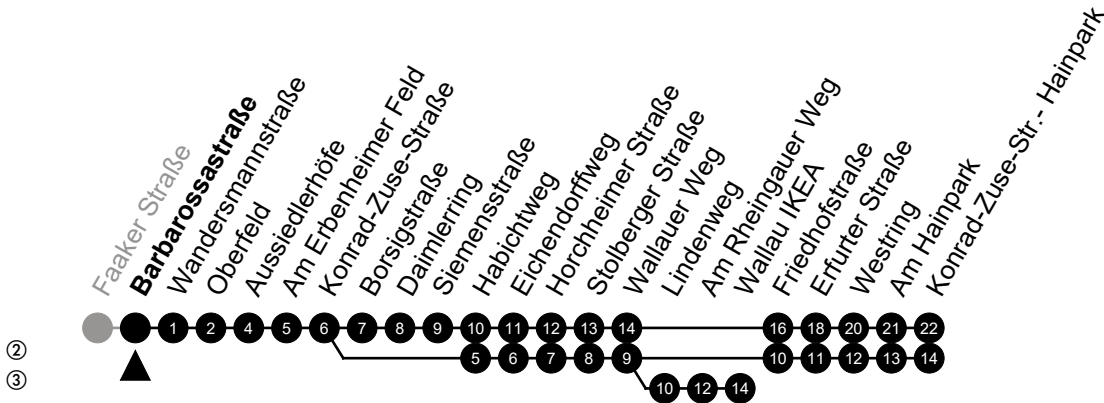 Faaker Straße
Barbarossastraße
Wandersmannstraße
Oberfeld
Aussiedlerhöfe
Am Erbenheimer Feld
Konrad-Zuse-Straße
Borsigstraße
Daimlerring
Siemensstraße
Habichtweg
Eichendorffweg
Horchheimer Straße
Stolberger Straße
Wallauer Weg
Lindenweg
Am Rheingauer Weg
Wallau IKEA
Friedhofstraße
Erfurter Straße
Westring
Am Hainpark
Konrad-Zuse-Str.- Hainpark
1 2 4 5 6 7 8 9 10 11 12 13 14 16 18 20 21 22
② 5 6 7 8 9 10 11 12 13 14
③ 10 12 14